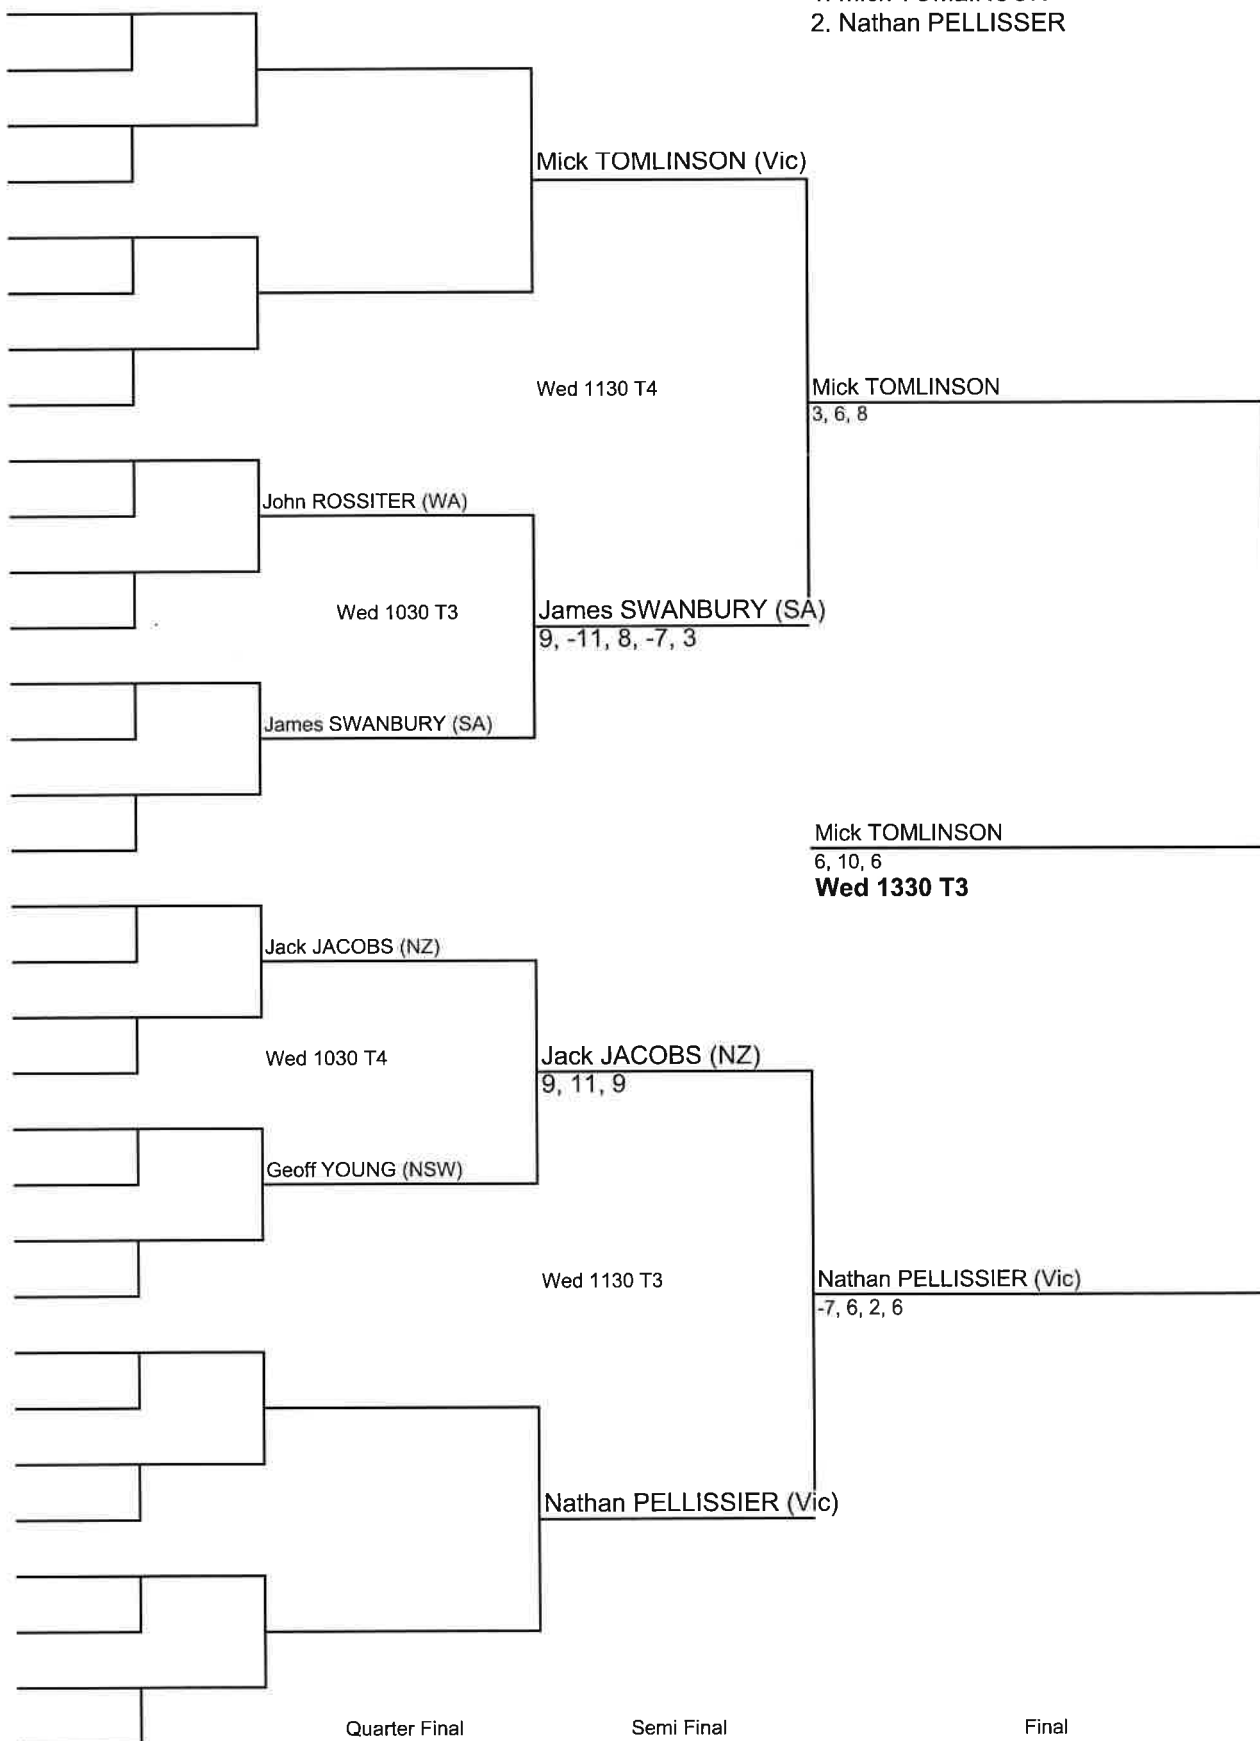 2. Nathan PELLISSER
Mick TOMLINSON (Vic)
Wed 1130 T4
Mick TOMLINSON
3, 6, 8
John ROSSITER (WA)
Wed 1030 T3
James SWANBURY (SA)
9, -11, 8, -7, 3
James SWANBURY (SA)
Mick TOMLINSON
6, 10, 6
Wed 1330 T3
Jack JACOBS (NZ)
Wed 1030 T4
Jack JACOBS (NZ)
9, 11, 9
Geoff YOUNG (NSW)
Wed 1130 T3
Nathan PELLISSIER (Vic)
-7, 6, 2, 6
Nathan PELLISSIER (Vic)
Quarter Final Semi Final Final